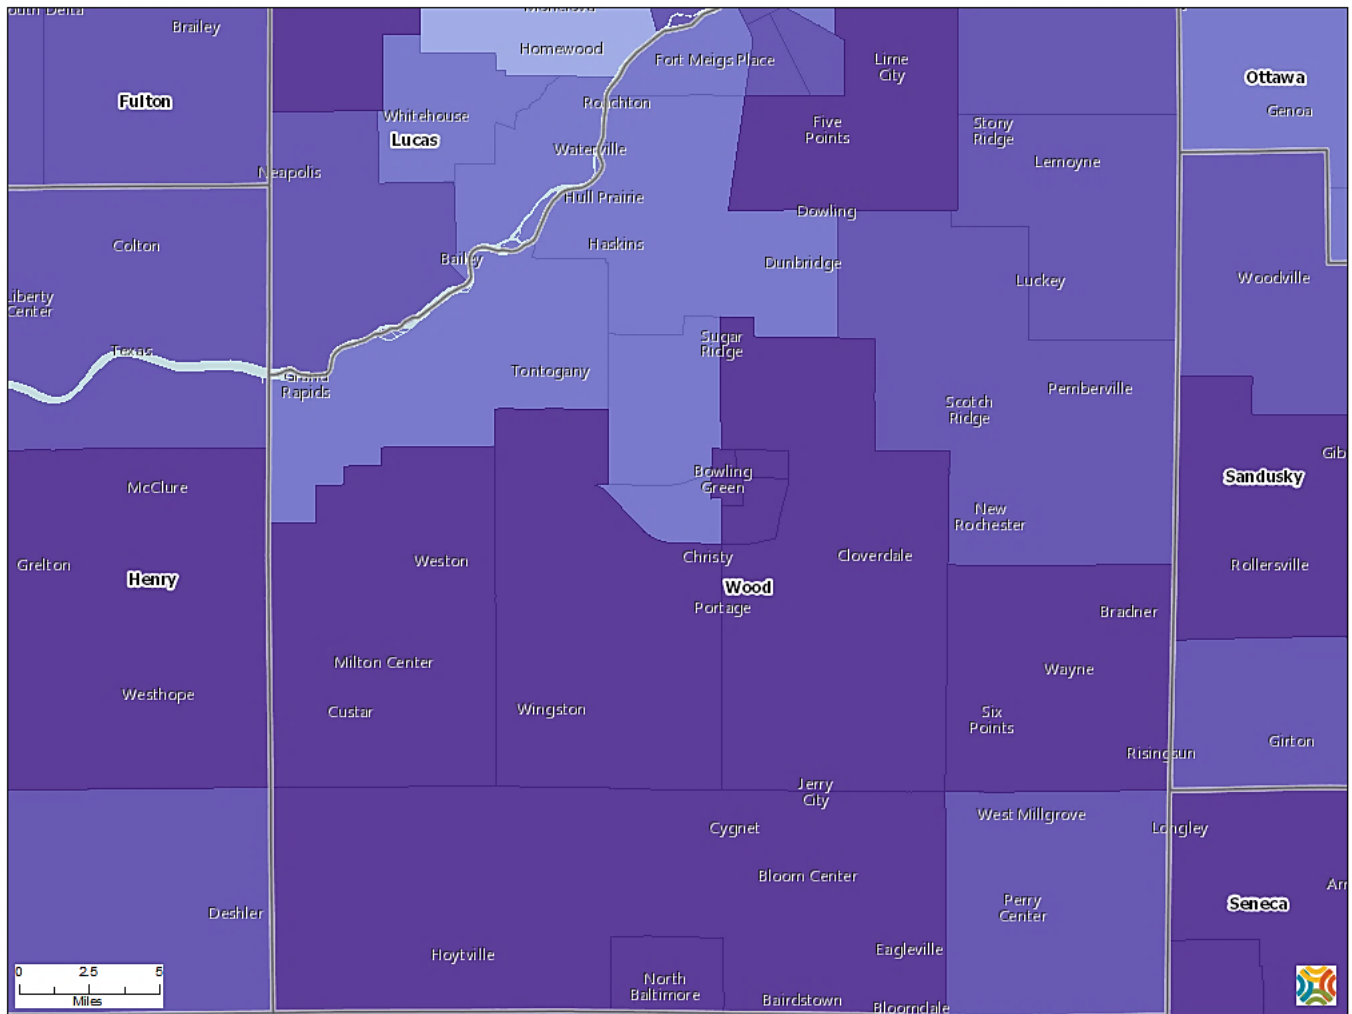 Brailey
Homewood
Fort Meigs Place
Lime
City
Ottawa
Fulton
Genoa
Whitehouse
Roachton
Five
Points
Stony
Ridge
Lucas
Waterville
Lemoyne
Neapolis
Hull Prairie
Dowling
Colton
Haskins
Bailey
Dunbridge
Luckey
Woodville
Liberty
Center
Texas
Sugar
Ridge
Tontogany
Grand
Rapids
Pemberville
Scotch
Ridge
Gib
Bowling
Green
Sandusky
McClure
New
Rochester
Grelton
Henry
Weston
Christy
Cloverdale
Rollersville
Wood
Portage
Bradner
Milton Center
Wayne
Westhope
Custar
Wingston
Six
Points
Girton
Risingsun
Jerry
City
West Millgrove
Cygnet
Longley
Bloom Center
Arr
Perry
Center
Seneca
Deshler
Hoytville
Eagleville
North
Baltimore
Bairdstown
Bloomdale
0 2.5 5
Miles